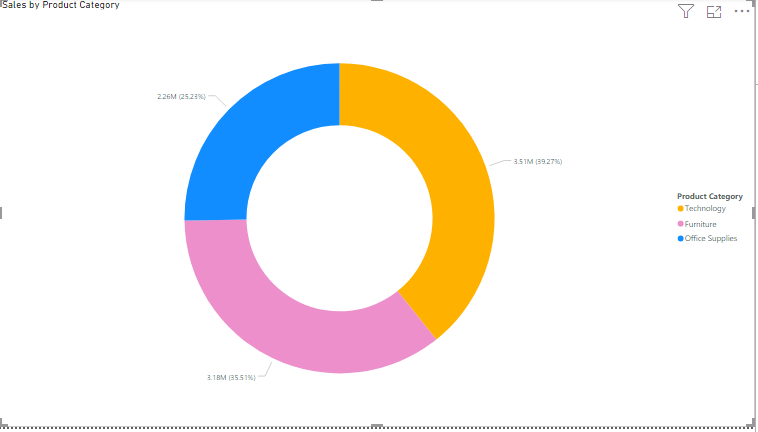 Sales by Product Category
2.26M (25.23%)
3.51M (39.27%)
Product Category
Technology
Furniture
Office Supplies
3.18M (35.51%)